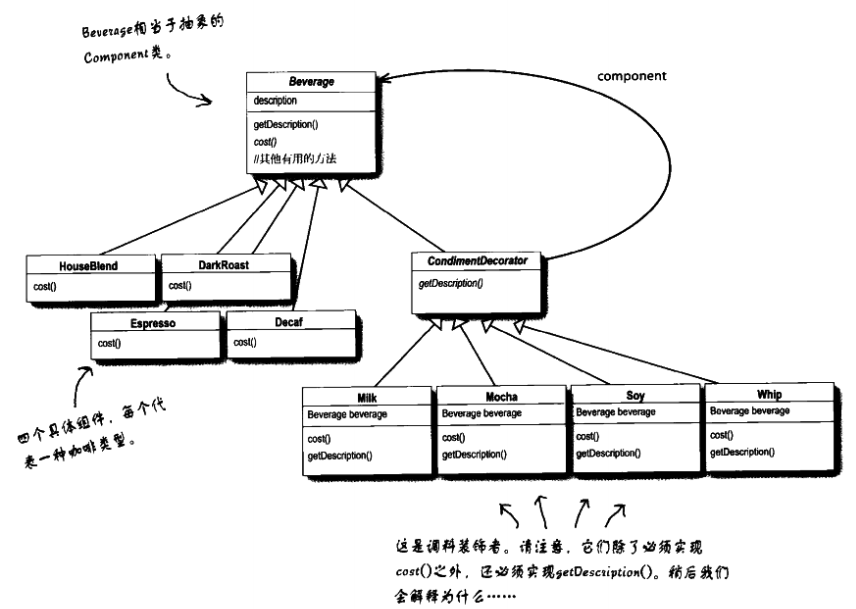 Beverage相当于抽象的
Component类。
component
Beverage
description
getDescription()
cost()
//其他有用的方法
HouseBlend
cost()
DarkRoast
cost()
CondimentDecorator
getDescription()
Espresso
cost()
Decaf
cost()
四个具体组件，每个代
表一种咖啡类型。
Milk
Beverage beverage
cost()
getDescription()
Mocha
Beverage beverage
cost()
getDescription()
Soy
Beverage beverage
cost()
getDescription()
Whip
Beverage beverage
cost()
getDescription()
这是调料装饰者。请注意，它们除了必须实现
cost()之外，还必须实现getDescription()。稍后我们
会解释为什么……